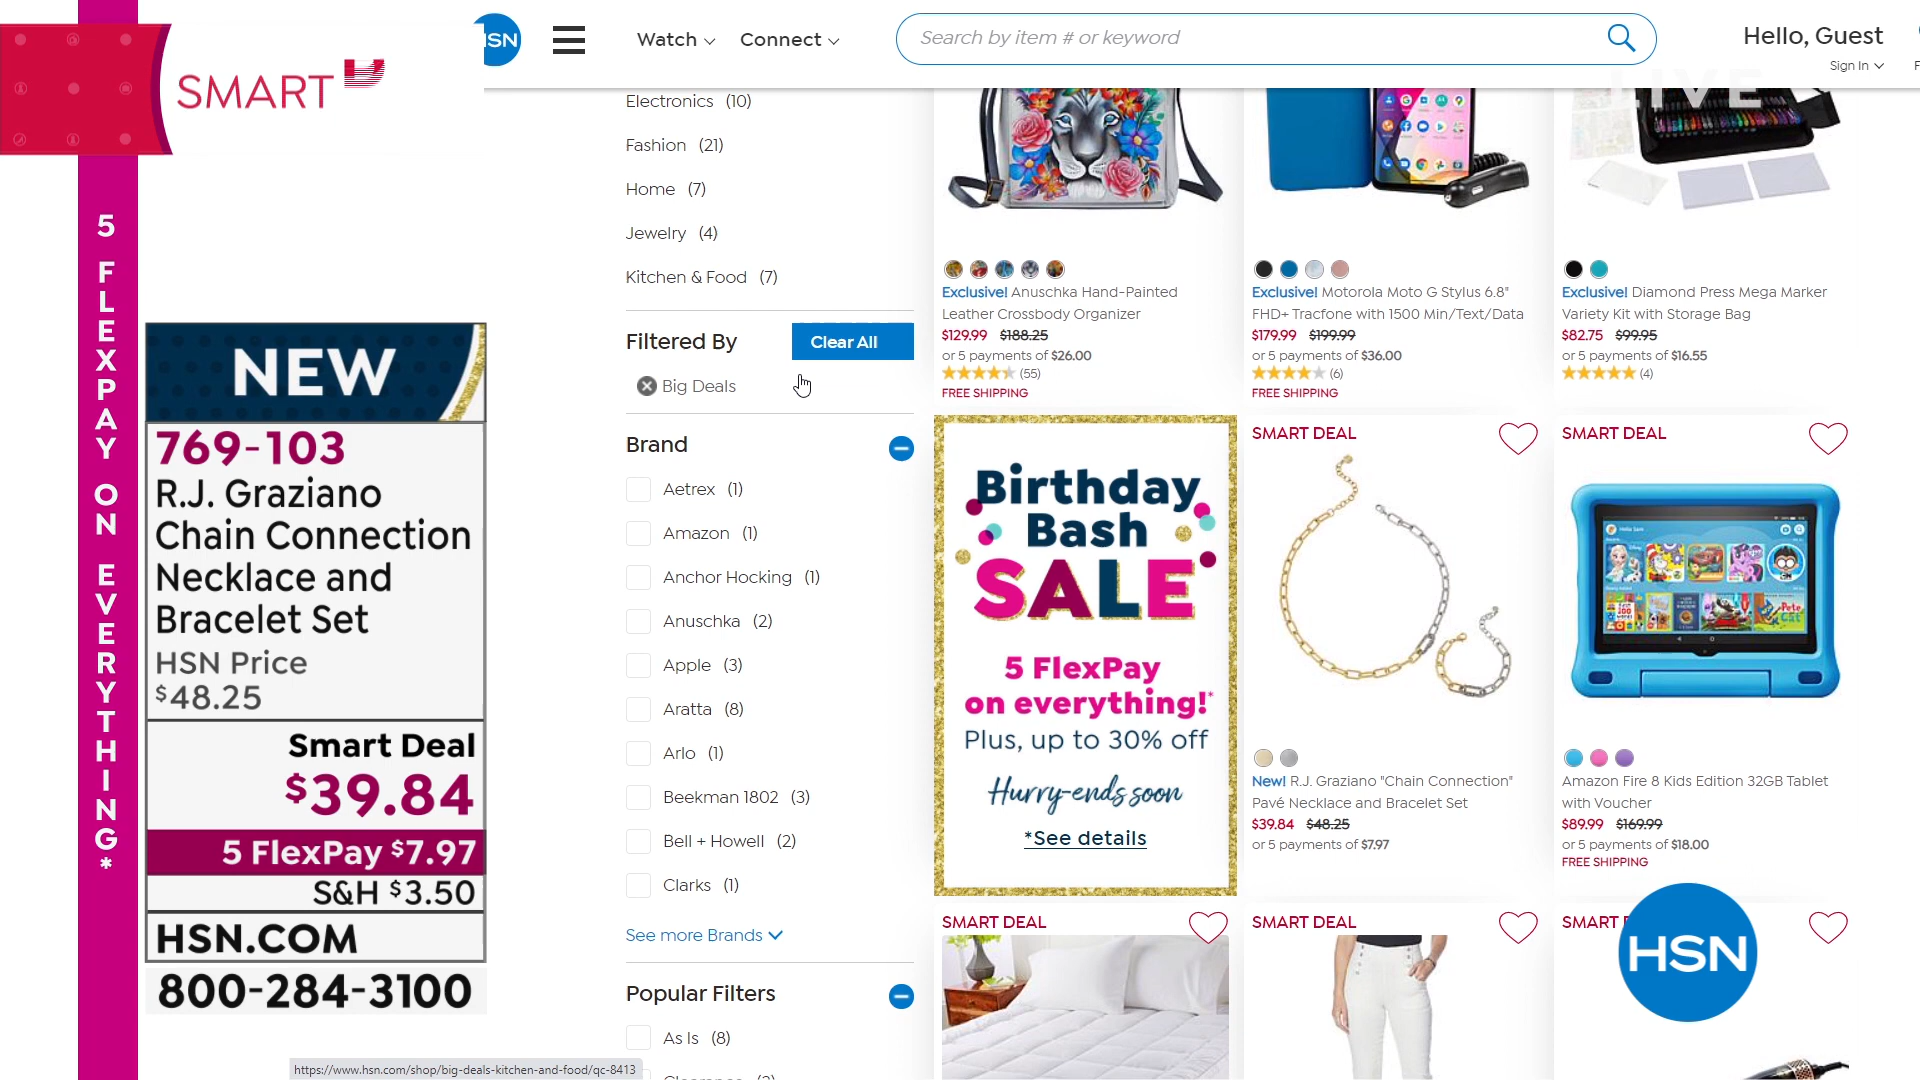 SMART
5 FLEXPAY ON EVERYTHING*
NEW
769-103
R.J. Graziano
Chain Connection
Necklace and
Bracelet Set
HSN Price
$48.25
Smart Deal
$39.84
5 FlexPay $7.97
S&H $3.50
HSN.COM
800-284-3100
HSN
Watch
Connect
Search by item # or keyword
Hello, Guest
Sign In
LIVE
Electronics (10)
Fashion (21)
Home (7)
Jewelry (4)
Kitchen & Food (7)
Filtered By
Clear All
Big Deals
Brand
Aetrex (1)
Amazon (1)
Anchor Hocking (1)
Anuschka (2)
Apple (3)
Aratta (8)
Arlo (1)
Beekman 1802 (3)
Bell + Howell (2)
Clarks (1)
See more Brands
Popular Filters
As Is (8)
Exclusive! Anuschka Hand-Painted
Leather Crossbody Organizer
$129.99 $188.25
or 5 payments of $26.00
(55)
FREE SHIPPING
Exclusive! Motorola Moto G Stylus 6.8"
FHD+ Tracfone with 1500 Min/Text/Data
$179.99 $199.99
or 5 payments of $36.00
(6)
FREE SHIPPING
Exclusive! Diamond Press Mega Marker
Variety Kit with Storage Bag
$82.75 $99.95
or 5 payments of $16.55
(4)
Birthday
Bash
SALE
5 FlexPay
on everything!*
Plus, up to 30% off
Hurry-ends soon
*See details
SMART DEAL
New! R.J. Graziano "Chain Connection"
Pavé Necklace and Bracelet Set
$39.84 $48.25
or 5 payments of $7.97
SMART DEAL
Amazon Fire 8 Kids Edition 32GB Tablet
with Voucher
$89.99 $169.99
or 5 payments of $18.00
FREE SHIPPING
SMART DEAL
SMART DEAL
SMART
HSN
https://www.hsn.com/shop/big-deals-kitchen-and-food/qc-8413